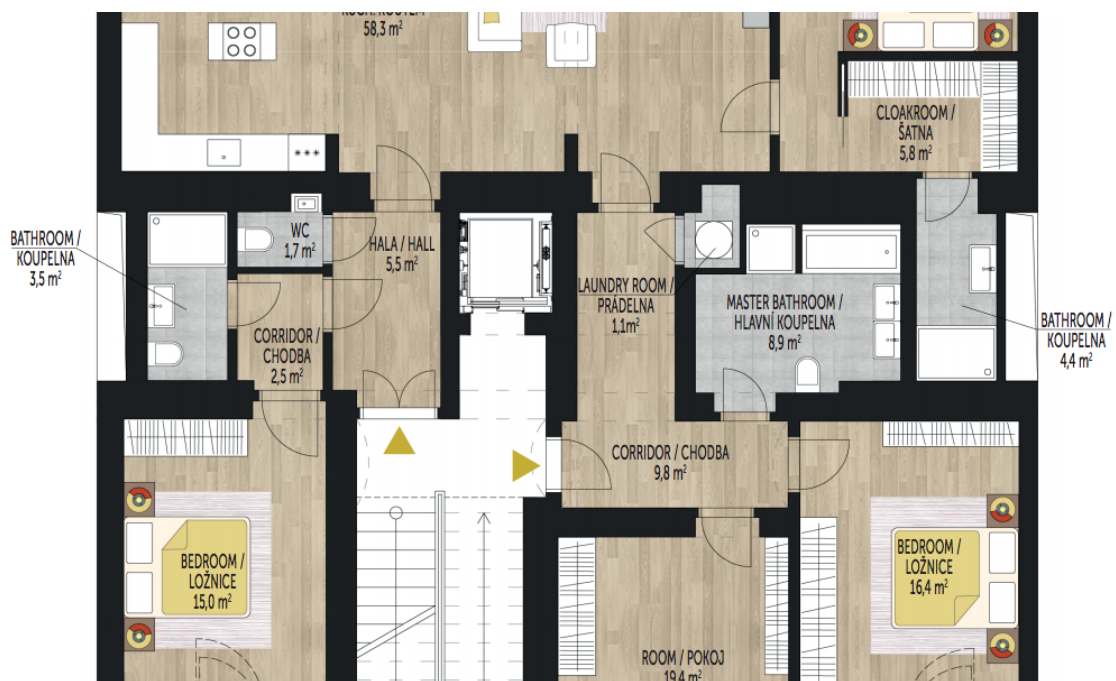 58,3 m²
CLOAKROOM /
ŠATNA
5,8 m²
BATHROOM /
KOUPELNA
3,5 m²
WC
1,7 m²
HALA / HALL
5,5 m²
LAUNDRY ROOM /
PRÁDELNA
1,1m²
MASTER BATHROOM /
HLAVNÍ KOUPELNA
8,9 m²
BATHROOM /
KOUPELNA
4,4 m²
CORRIDOR /
CHODBA
2,5 m²
CORRIDOR / CHODBA
9,8 m²
BEDROOM /
LOŽNICE
15,0 m²
BEDROOM /
LOŽNICE
16,4 m²
ROOM / POKOJ
19,4 m²